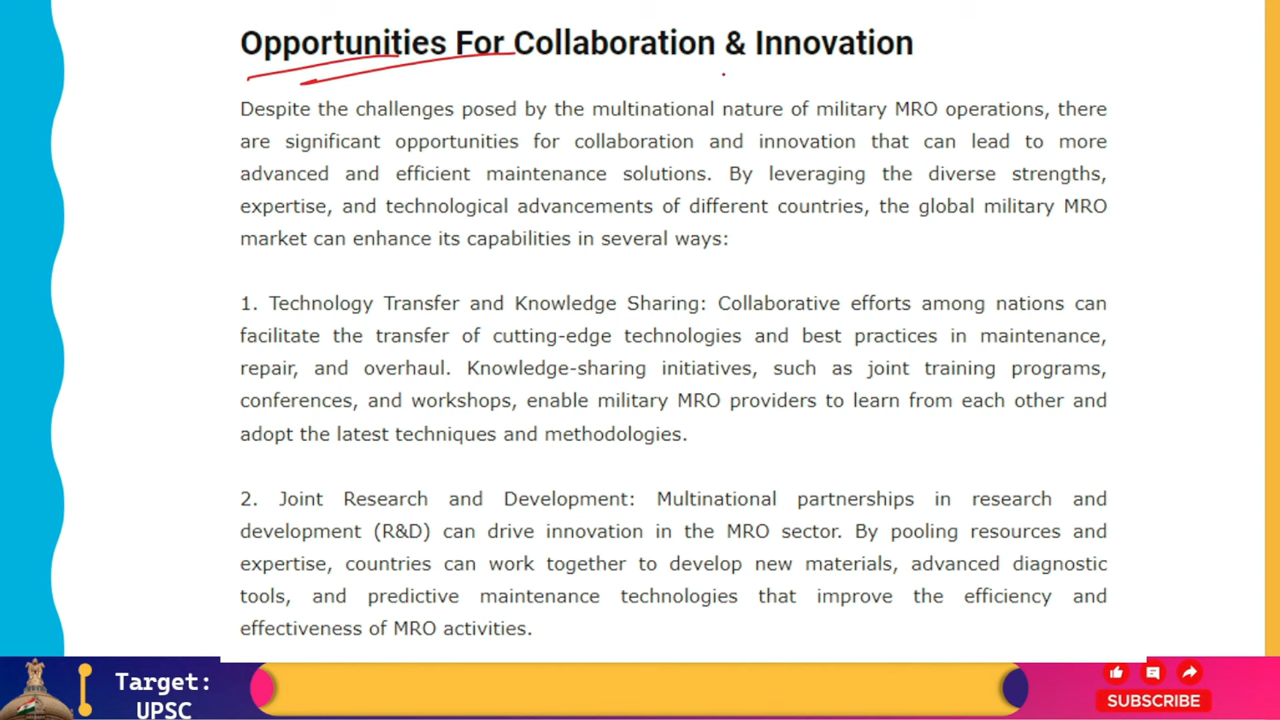 Opportunities For Collaboration & Innovation
Despite the challenges posed by the multinational nature of military MRO operations, there
are significant opportunities for collaboration and innovation that can lead to more
advanced and efficient maintenance solutions. By leveraging the diverse strengths,
expertise, and technological advancements of different countries, the global military MRO
market can enhance its capabilities in several ways:
1. Technology Transfer and Knowledge Sharing: Collaborative efforts among nations can
facilitate the transfer of cutting-edge technologies and best practices in maintenance,
repair, and overhaul. Knowledge-sharing initiatives, such as joint training programs,
conferences, and workshops, enable military MRO providers to learn from each other and
adopt the latest techniques and methodologies.
2. Joint Research and Development: Multinational partnerships in research and
development (R&D) can drive innovation in the MRO sector. By pooling resources and
expertise, countries can work together to develop new materials, advanced diagnostic
tools, and predictive maintenance technologies that improve the efficiency and
effectiveness of MRO activities.
Target:
UPSC
SUBSCRIBE